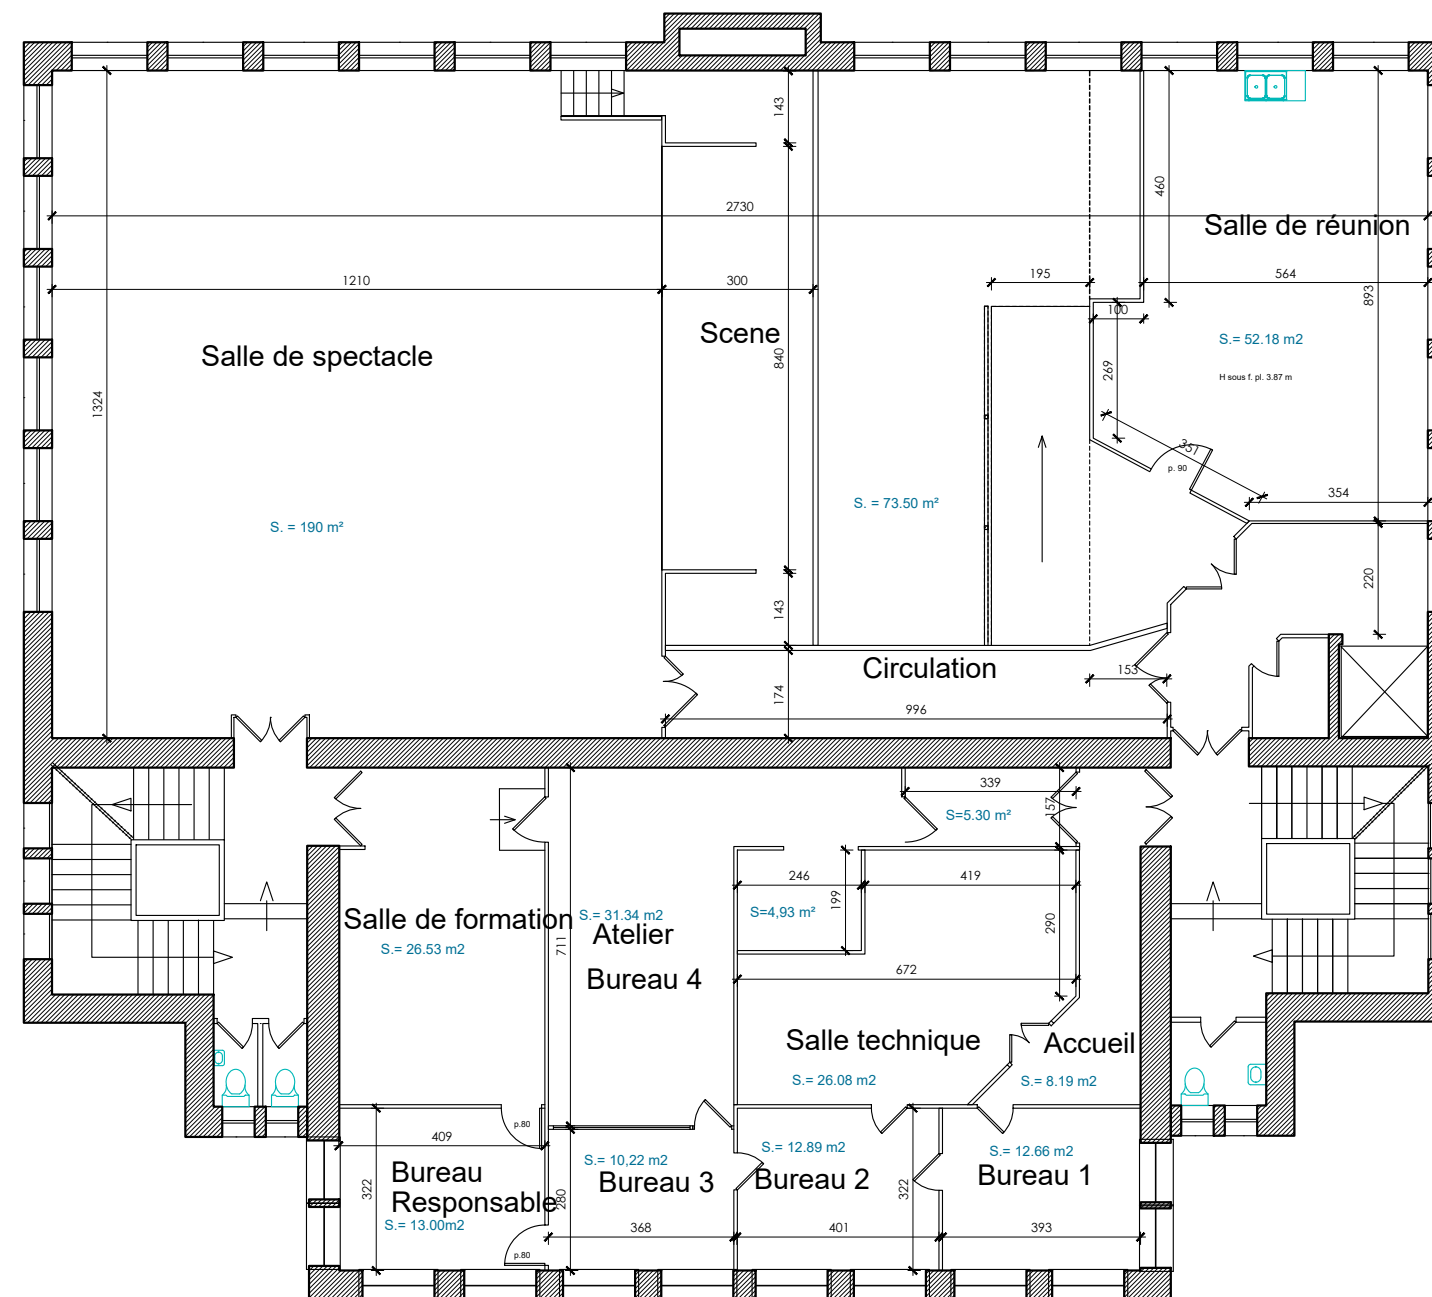 143
2730
460
Salle de réunion
1210
300
195
564
893
100
Scene
S.= 52.18 m2
Salle de spectacle
840
269
H sous f. pl. 3.87 m
1324
351
p. 90
354
S. = 190 m²
S. = 73.50 m²
220
143
Circulation
153
174
996
339
157
S=5.30 m²
246
419
199
S=4,93 m²
290
Salle de formation
S.= 31.34 m2
Atelier
S.= 26.53 m2
711
Bureau 4
672
Salle technique
Accueil
S.= 26.08 m2
S.= 8.19 m2
p.80
409
S.= 12.89 m2
S.= 12.66 m2
S.= 10,22 m2
Bureau
Responsable
Bureau 3
Bureau 2
Bureau 1
322
280
322
S.= 13.00m2
368
401
393
p.80